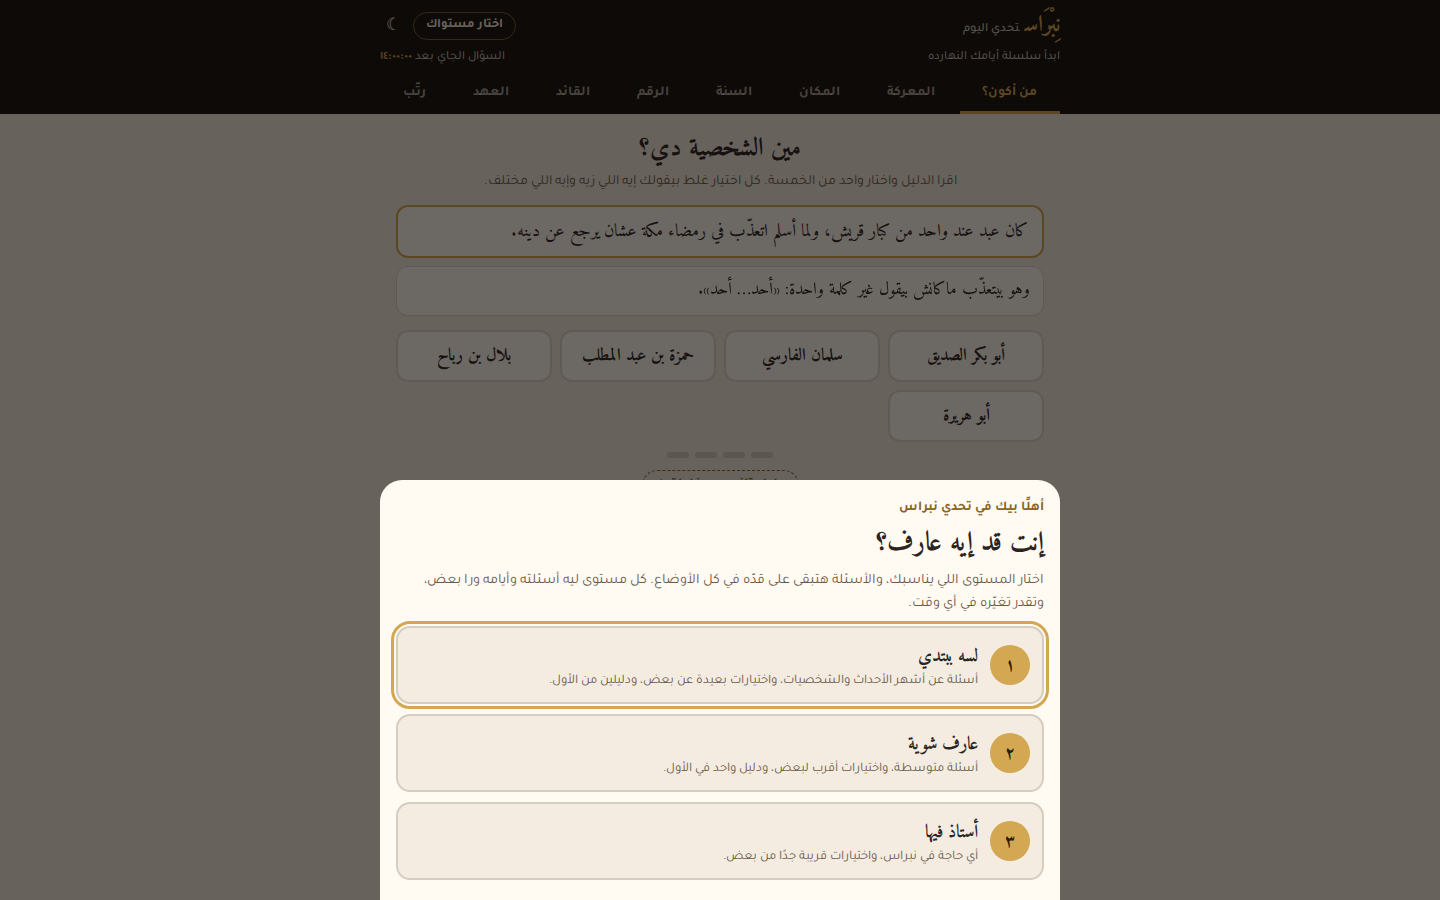 نِبْرَاس تحدي اليوم
اختار مستواك
ابدأ سلسلة أيامك النهارده
السؤال الجاي بعد ١٤:٠٠:٠٠
من أكون؟ المعركة المكان السنة الرقم القائد العهد رتّب
مين الشخصية دي؟
اقرا الدليل واختار واحد من الخمسة. كل اختيار غلط بيقولك إيه اللي زيه وإيه اللي مختلف.
كان عبد عند واحد من كبار قريش، ولما أسلم اتعذّب في رمضاء مكة عشان يرجع عن دينه.
وهو بيتعذّب ماكانش بيقول غير كلمة واحدة: «أحد... أحد».
أبو بكر الصديق سلمان الفارسي حمزة بن عبد المطلب بلال بن رباح
أبو هريرة
أهلًا بيك في تحدي نبراس
إنت قد إيه عارف؟
اختار المستوى اللي يناسبك، والأسئلة هتبقى على قدّه في كل الأوضاع. كل مستوى ليه أسئلته وأيامه ورا بعض،
وتقدر تغيّره في أي وقت.
١
لسه ببتدي
أسئلة عن أشهر الأحداث والشخصيات، واختيارات بعيدة عن بعض، ودليلين من الأول.
٢
عارف شوية
أسئلة متوسطة، واختيارات أقرب لبعض، ودليل واحد في الأول.
٣
أستاذ فيها
أي حاجة في نبراس، واختيارات قريبة جدًا من بعض.